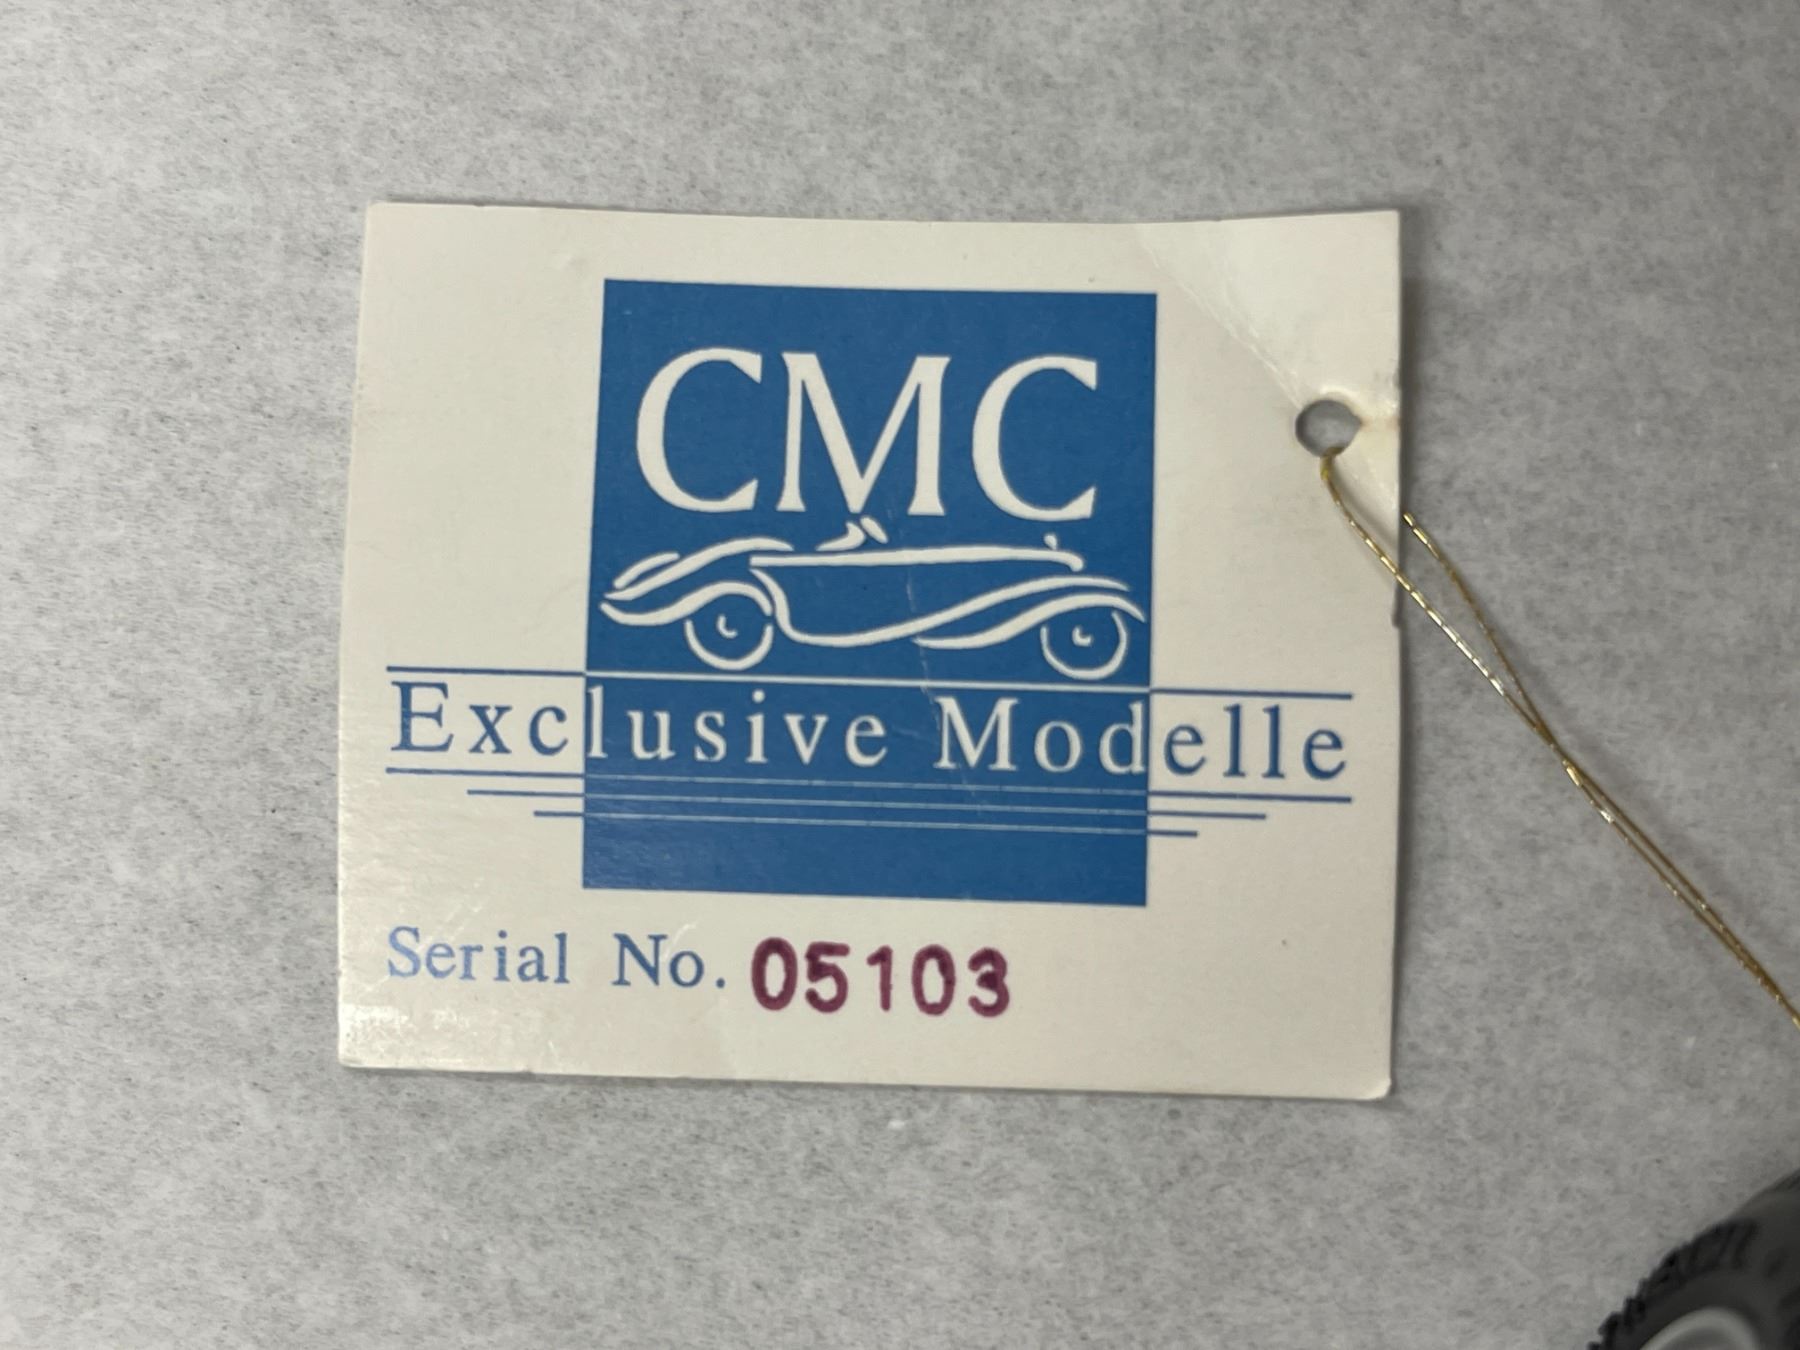 CMC
Exclusive Modelle
Serial No. 05103